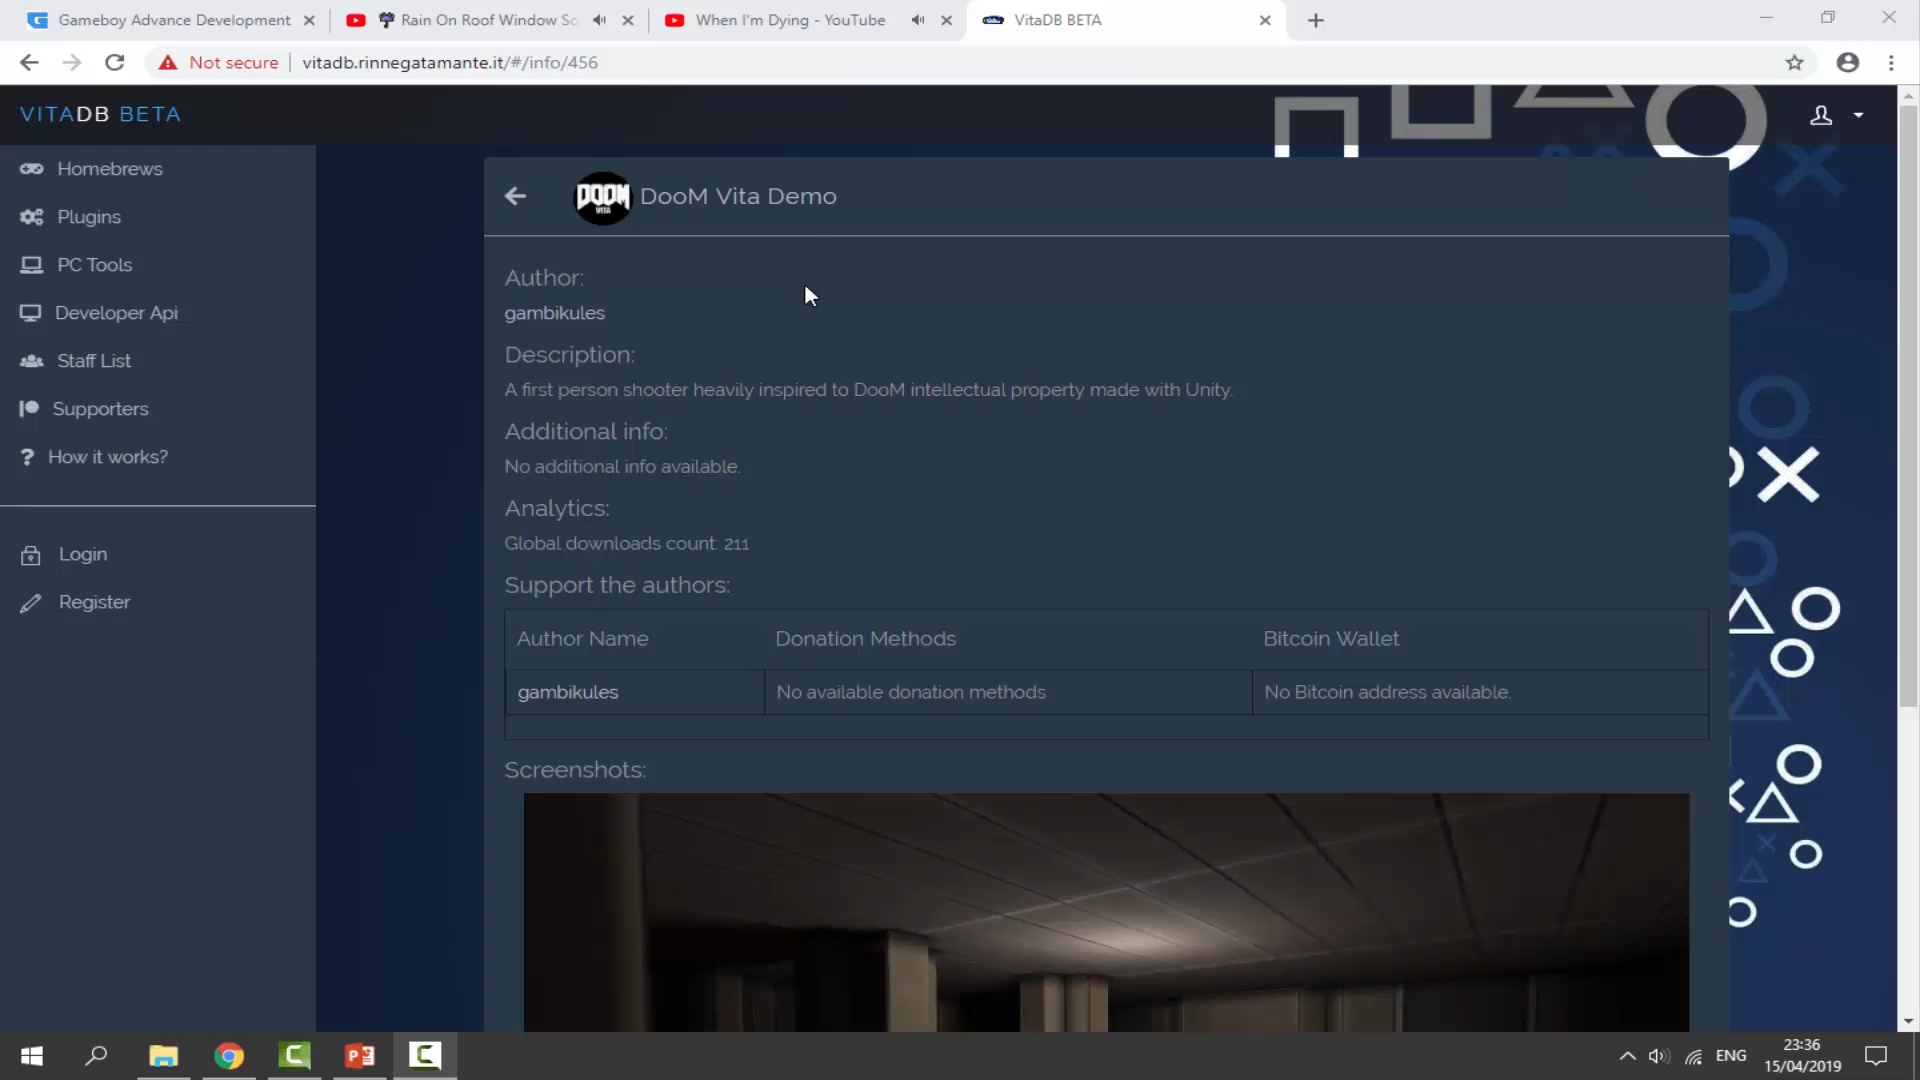 Gameboy Advance Development
Rain On Roof Window So
When I'm Dying - YouTube
VitaDB BETA
Not secure
vitadb.rinnegatamante.it/#/info/456
VITADB BETA
Homebrews
Plugins
PC Tools
Developer Api
Staff List
Supporters
How it works?
Login
Register
DOOM
VITA
DooM Vita Demo
Author:
gambikules
Description:
A first person shooter heavily inspired to DooM intellectual property made with Unity.
Additional info:
No additional info available.
Analytics:
Global downloads count: 211
Support the authors:
Author Name
Donation Methods
Bitcoin Wallet
gambikules
No available donation methods
No Bitcoin address available.
Screenshots:
ENG
23:36
15/04/2019